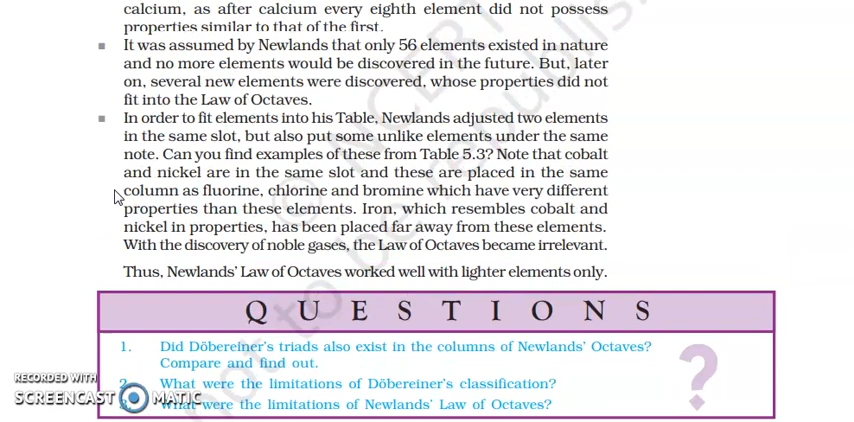 calcium, as after calcium every eighth element did not possess
properties similar to that of the first.
It was assumed by Newlands that only 56 elements existed in nature
and no more elements would be discovered in the future. But, later
on, several new elements were discovered, whose properties did not
fit into the Law of Octaves.
In order to fit elements into his Table, Newlands adjusted two elements
in the same slot, but also put some unlike elements under the same
note. Can you find examples of these from Table 5.3? Note that cobalt
and nickel are in the same slot and these are placed in the same
column as fluorine, chlorine and bromine which have very different
properties than these elements. Iron, which resembles cobalt and
nickel in properties, has been placed far away from these elements.
With the discovery of noble gases, the Law of Octaves became irrelevant.
Thus, Newlands' Law of Octaves worked well with lighter elements only.
QUESTIONS
1. Did Döbereiner's triads also exist in the columns of Newlands' Octaves?
Compare and find out.
2. What were the limitations of Döbereiner's classification?
3. What were the limitations of Newlands' Law of Octaves?
?
RECORDED WITH
SCREENCAST MATIC
© NCERT
not to be republis